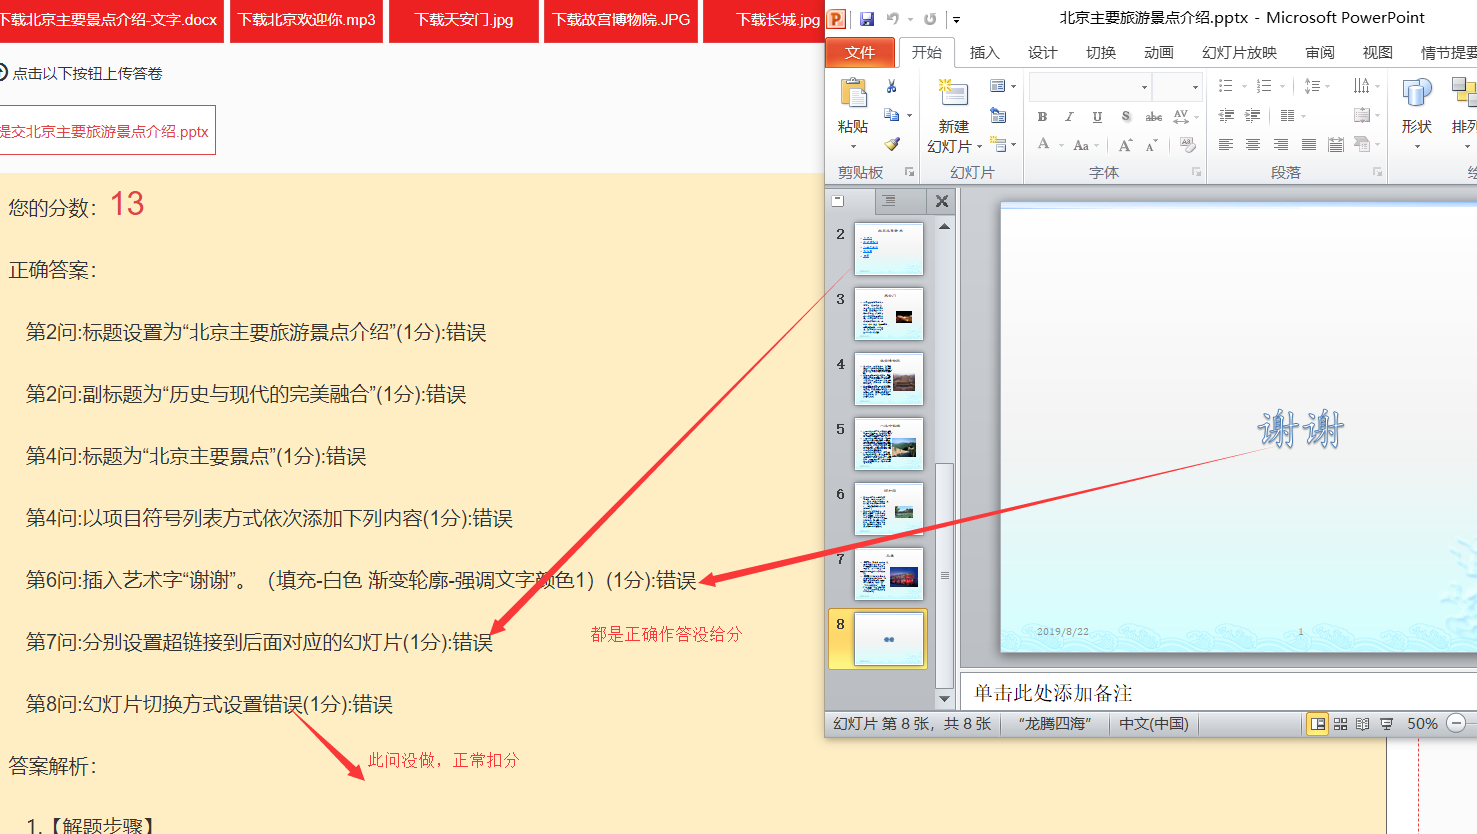 下载北京主要景点介绍-文字.docx
下载北京欢迎你.mp3
下载天安门.jpg
下载故宫博物院.JPG
下载长城.jpg
点击以下按钮上传答卷
提交北京主要旅游景点介绍.pptx
您的分数： 13
正确答案：
第2问:标题设置为“北京主要旅游景点介绍”(1分):错误
第2问:副标题为“历史与现代的完美融合”(1分):错误
第4问:标题为“北京主要景点”(1分):错误
第4问:以项目符号列表方式依次添加下列内容(1分):错误
第6问:插入艺术字“谢谢”。（填充-白色 渐变轮廓-强调文字颜色1）(1分):错误
第7问:分别设置超链接到后面对应的幻灯片(1分):错误
都是正确作答没给分
第8问:幻灯片切换方式设置错误(1分):错误
此问没做，正常扣分
答案解析：
1.【解题步骤】
北京主要旅游景点介绍.pptx - Microsoft PowerPoint
文件 开始 插入 设计 切换 动画 幻灯片放映 审阅 视图 情节提要
粘贴
新建
幻灯片
形状
排列
剪贴板 幻灯片 字体 段落
2
3
4
5
6
7
8
谢谢
2019/8/22
1
单击此处添加备注
幻灯片 第 8 张，共 8 张 “龙腾四海” 中文(中国) 50%